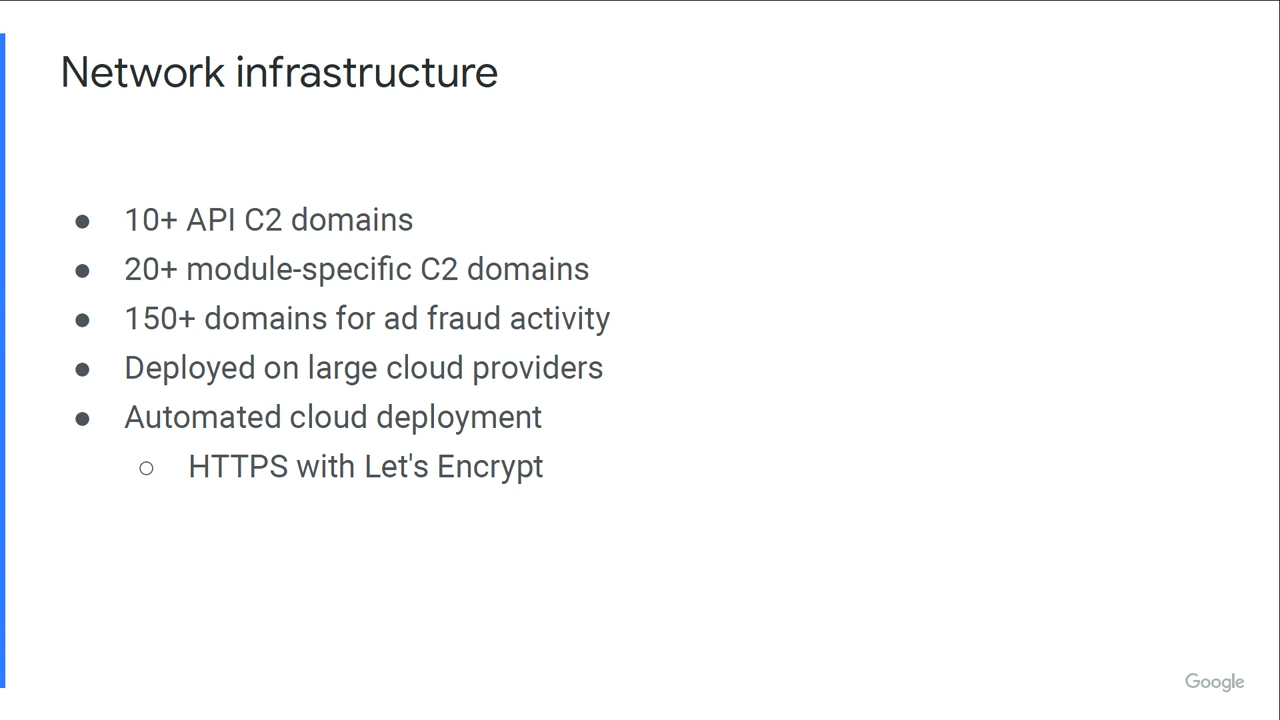 Network infrastructure
● 10+ API C2 domains
● 20+ module-specific C2 domains
● 150+ domains for ad fraud activity
● Deployed on large cloud providers
● Automated cloud deployment
○ HTTPS with Let's Encrypt
Google